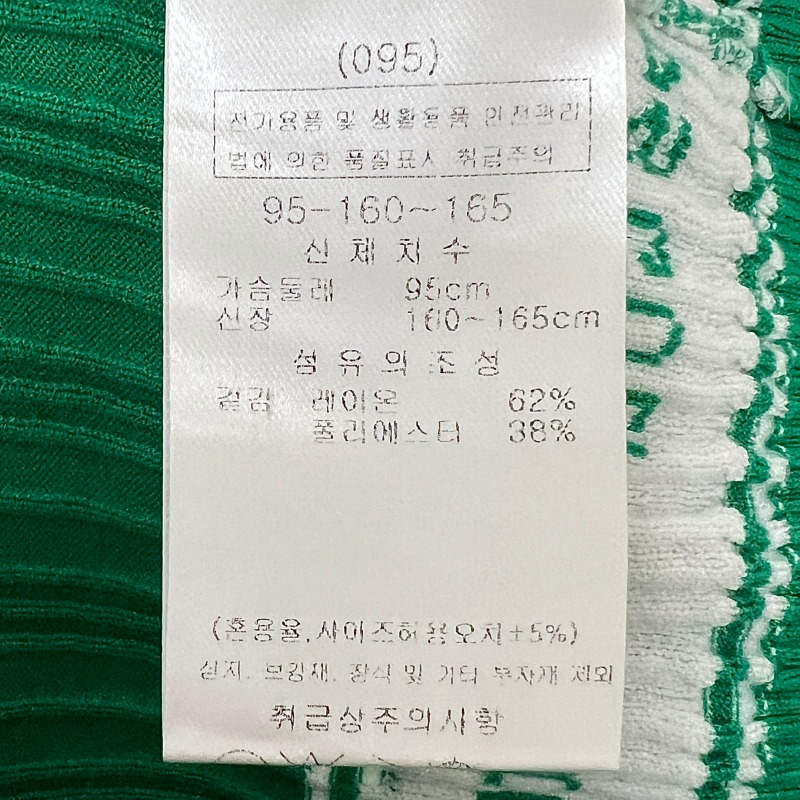 (095)
전기용품 및 생활용품 안전관리
법에 의한 품질표시 취급주의
95-160~165
신체치수
가슴둘레 95cm
신장 160~165cm
섬유의 조성
겉감 레이온 62%
폴리에스터 38%
(혼용율,사이즈허용오차±5%)
심지, 보강재, 장식 및 기타 부자재 제외
취급상주의사항